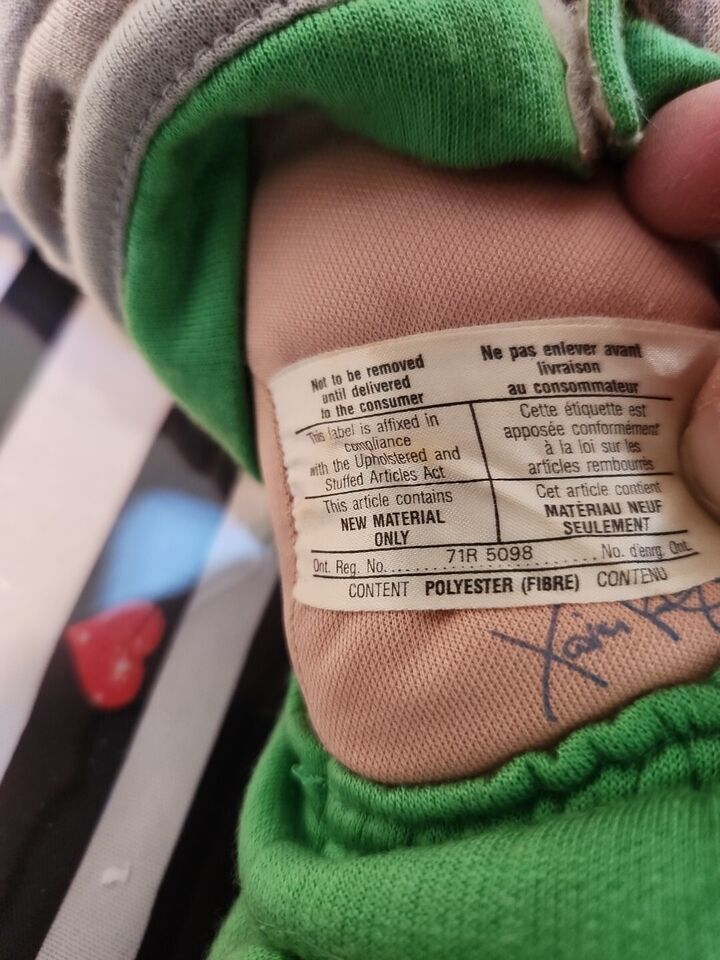 Not to be removed
until delivered
to the consumer
Ne pas enlever avant
livraison
au consommateur
This label is affixed in
compliance
with the Upholstered and
Stuffed Articles Act
Cette étiquette est
apposée conformément
à la loi sur les
articles rembourrés
This article contains
NEW MATERIAL
ONLY
Cet article contient
MATÉRIAU NEUF
SEULEMENT
Ont. Reg. No. 71R 5098 No. d'enrg. Ont.
CONTENT POLYESTER (FIBRE) CONTENU
Xavier